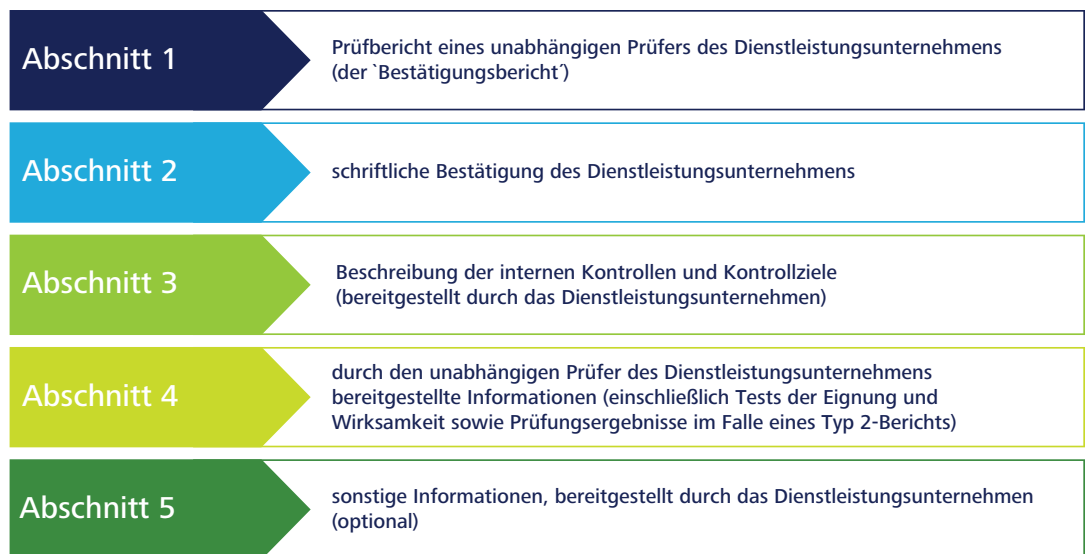 Abschnitt 1
Prüfbericht eines unabhängigen Prüfers des Dienstleistungsunternehmens
(der `Bestätigungsbericht´)
Abschnitt 2
schriftliche Bestätigung des Dienstleistungsunternehmens
Abschnitt 3
Beschreibung der internen Kontrollen und Kontrollziele
(bereitgestellt durch das Dienstleistungsunternehmen)
Abschnitt 4
durch den unabhängigen Prüfer des Dienstleistungsunternehmens
bereitgestellte Informationen (einschließlich Tests der Eignung und
Wirksamkeit sowie Prüfungsergebnisse im Falle eines Typ 2-Berichts)
Abschnitt 5
sonstige Informationen, bereitgestellt durch das Dienstleistungsunternehmen
(optional)